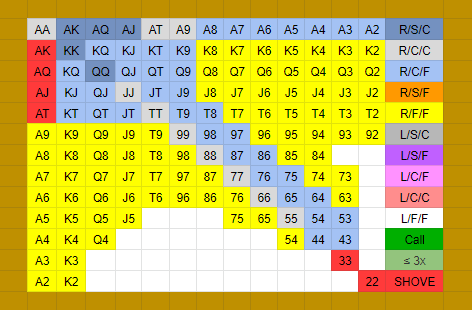 AA AK AQ AJ AT A9 A8 A7 A6 A5 A4 A3 A2 R/S/C
AK KK KQ KJ KT K9 K8 K7 K6 K5 K4 K3 K2 R/C/C
AQ KQ QQ QJ QT Q9 Q8 Q7 Q6 Q5 Q4 Q3 Q2 R/C/F
AJ KJ QJ JJ JT J9 J8 J7 J6 J5 J4 J3 J2 R/S/F
AT KT QT JT TT T9 T8 T7 T6 T5 T4 T3 T2 R/F/F
A9 K9 Q9 J9 T9 99 98 97 96 95 94 93 92 L/S/C
A8 K8 Q8 J8 T8 98 88 87 86 85 84 L/S/F
A7 K7 Q7 J7 T7 97 87 77 76 75 74 73 L/C/F
A6 K6 Q6 J6 T6 96 86 76 66 65 64 63 L/C/C
A5 K5 Q5 J5 75 65 55 54 53 L/F/F
A4 K4 Q4 54 44 43 Call
A3 K3 33 ≤ 3x
A2 K2 22 SHOVE